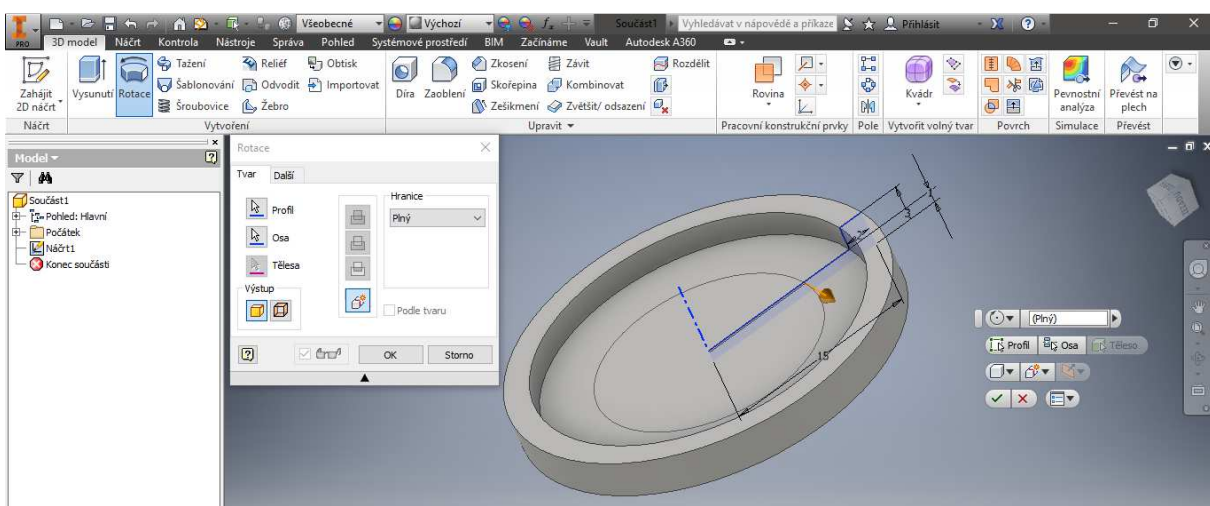 PRO Všeobecné Výchozí Součást1 Vyhledávat v nápovědě a příkaze Přihlásit
3D model Náčrt Kontrola Nástroje Správa Pohled Systémové prostředí BIM Začínáme Vault Autodesk A360
Zahájit 2D náčrt
Vysunutí
Rotace
Tažení Reliéf Obtisk
Šablonování Odvodit Importovat
Šroubovice Žebro
Díra
Zaoblení
Zkosení Závit Rozdělit
Skořepina Kombinovat
Zešikmení Zvětšit/ odsazení
Rovina
Kvádr
Pevnostní analýza
Převést na plech
Náčrt Vytvoření Upravit Pracovní konstrukční prvky Pole Vytvořit volný tvar Povrch Simulace Převést
Model
Součást1
Pohled: Hlavní
Počátek
Náčrt1
Konec součásti
Rotace
Tvar Další
Profil
Osa
Tělesa
Výstup
Hranice
Plný
Podle tvaru
OK Storno
1
3
2
15
(Plný)
Profil Osa Těleso